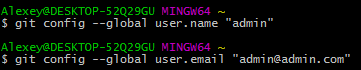 Alexey@DESKTOP-52Q29GU MINGW64 ~
$ git config --global user.name "admin"
Alexey@DESKTOP-52Q29GU MINGW64 ~
$ git config --global user.email "admin@admin.com"